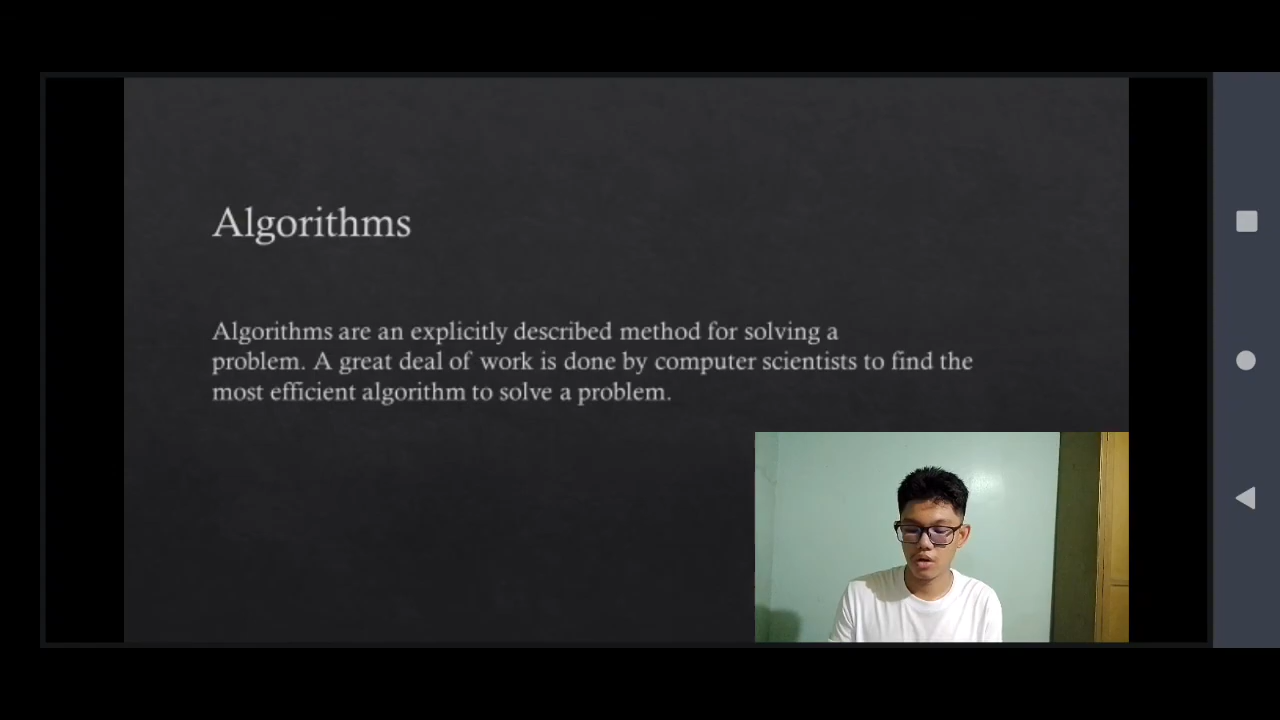 Algorithms
Algorithms are an explicitly described method for solving a
problem. A great deal of work is done by computer scientists to find the
most efficient algorithm to solve a problem.